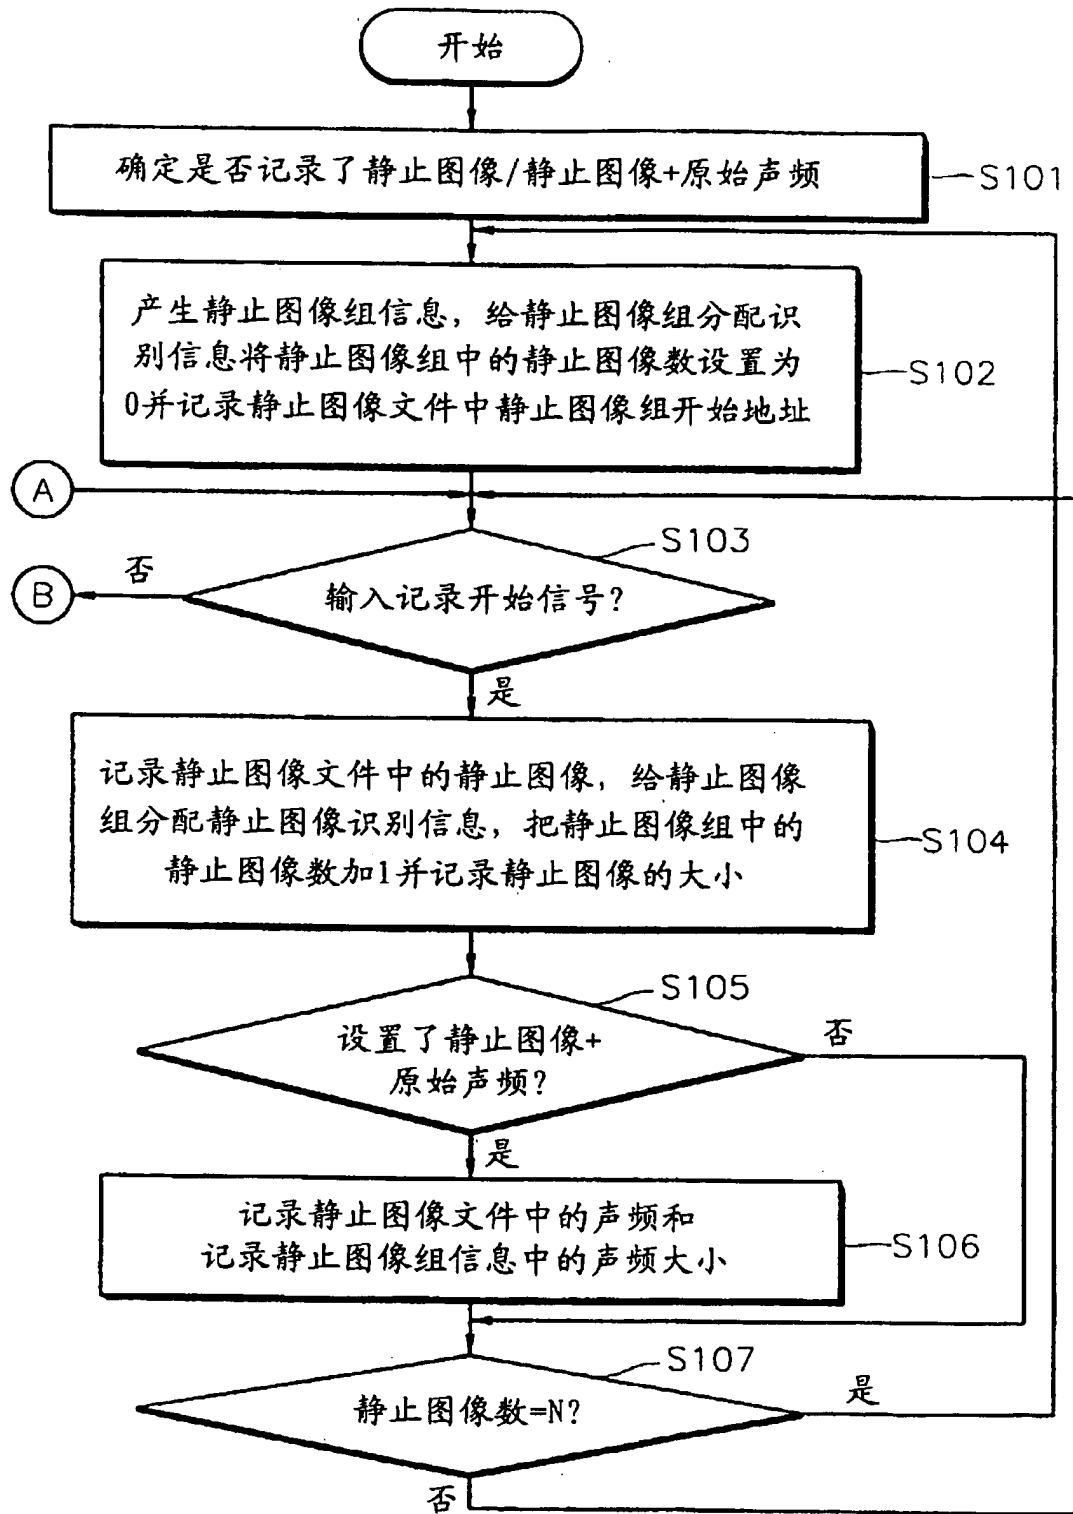 开始
确定是否记录了静止图像/静止图像+原始声频
S101
产生静止图像组信息，给静止图像组分配识
别信息将静止图像组中的静止图像数设置为
0并记录静止图像文件中静止图像组开始地址
S102
A
S103
否
B
输入记录开始信号?
是
记录静止图像文件中的静止图像，给静止图像
组分配静止图像识别信息，把静止图像组中的
静止图像数加1并记录静止图像的大小
S104
S105
设置了静止图像+
原始声频?
否
是
记录静止图像文件中的声频和
记录静止图像组信息中的声频大小
S106
S107
静止图像数=N?
是
否